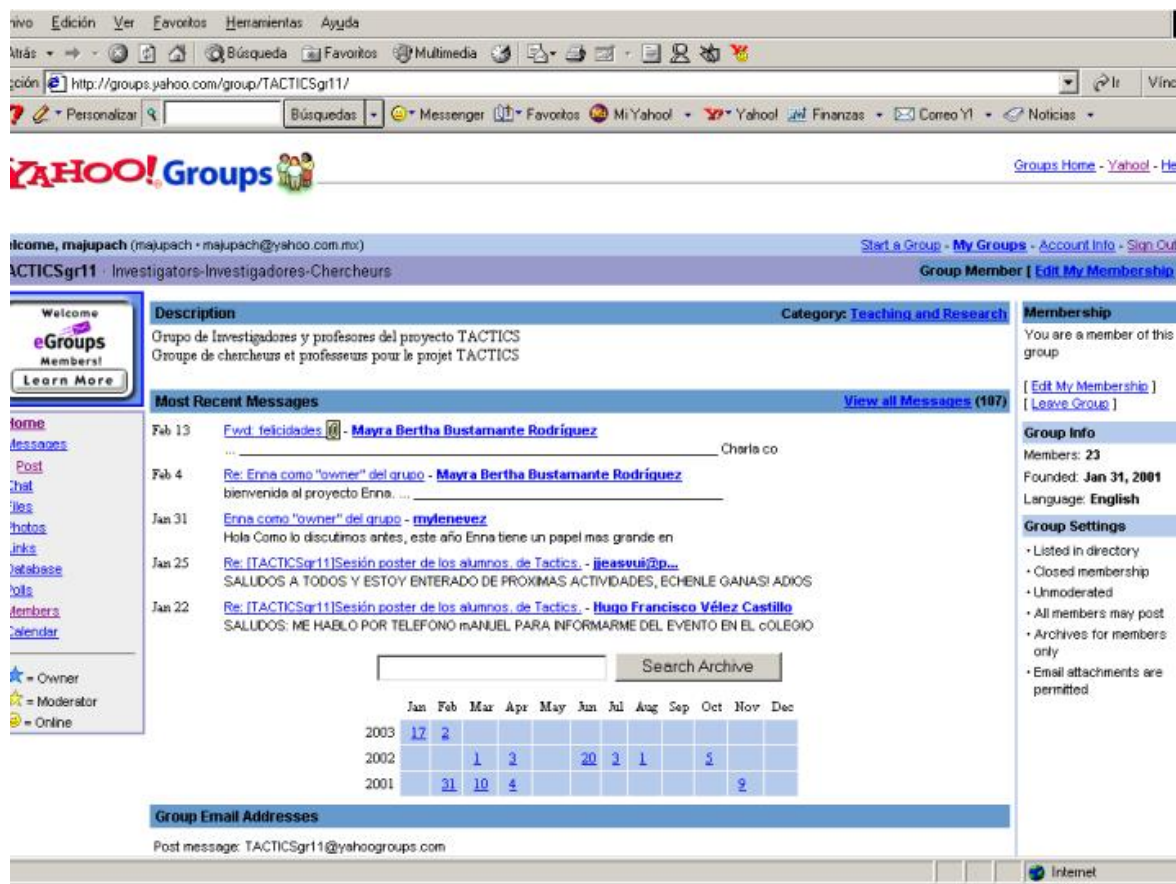 ivo Edición Ver Favoritos Herramientas Ayuda
Atrás Búsqueda Favoritos Multimedia
cción http://groups.yahoo.com/group/TACTICSgr11/ Ir Vínc
Personalizar Búsquedas Messenger Favoritos Mi Yahoo! Yahoo! Finanzas Correo Y! Noticias
YAHOO! Groups
Groups Home - Yahoo! - He
lcome, majupach (majupach • majupach@yahoo.com.mx) Start a Group - My Groups - Account Info - Sign Out
ACTICSgr11 · Investigators-Investigadores-Chercheurs Group Member [ Edit My Membership
Welcome
eGroups
Members!
Learn More
Home
Messages
Post
Chat
Files
Photos
Links
Database
Polls
Members
Calendar
= Owner
= Moderator
= Online
Description Category: Teaching and Research
Grupo de Investigadores y profesores del proyecto TACTICS
Groupe de chercheurs et professeurs pour le projet TACTICS
Most Recent Messages View all Messages (107)
Feb 13 Fwd: felicidades - Mayra Bertha Bustamante Rodríguez
... Charla co
Feb 4 Re: Enna como "owner" del grupo - Mayra Bertha Bustamante Rodríguez
bienvenida al proyecto Enna. ...
Jan 31 Enna como "owner" del grupo - mylenevez
Hola Como lo discutimos antes, este año Enna tiene un papel mas grande en
Jan 25 Re: [TACTICSgr11]Sesión poster de los alumnos. de Tactics. - jjeasvui@p...
SALUDOS A TODOS Y ESTOY ENTERADO DE PROXIMAS ACTIVIDADES, ECHENLE GANAS! ADIOS
Jan 22 Re: [TACTICSgr11]Sesión poster de los alumnos. de Tactics. - Hugo Francisco Vélez Castillo
SALUDOS: ME HABLO POR TELEFONO mANUEL PARA INFORMARME DEL EVENTO EN EL cOLEGIO
Search Archive
Jan Feb Mar Apr May Jun Jul Aug Sep Oct Nov Dec
2003 17 2
2002 1 3 20 3 1 5
2001 31 10 4 9
Group Email Addresses
Post message: TACTICSgr11@yahoogroups.com
Membership
You are a member of this
group
[ Edit My Membership ]
[ Leave Group ]
Group Info
Members: 23
Founded: Jan 31, 2001
Language: English
Group Settings
• Listed in directory
• Closed membership
• Unmoderated
• All members may post
• Archives for members
only
• Email attachments are
permitted
Internet